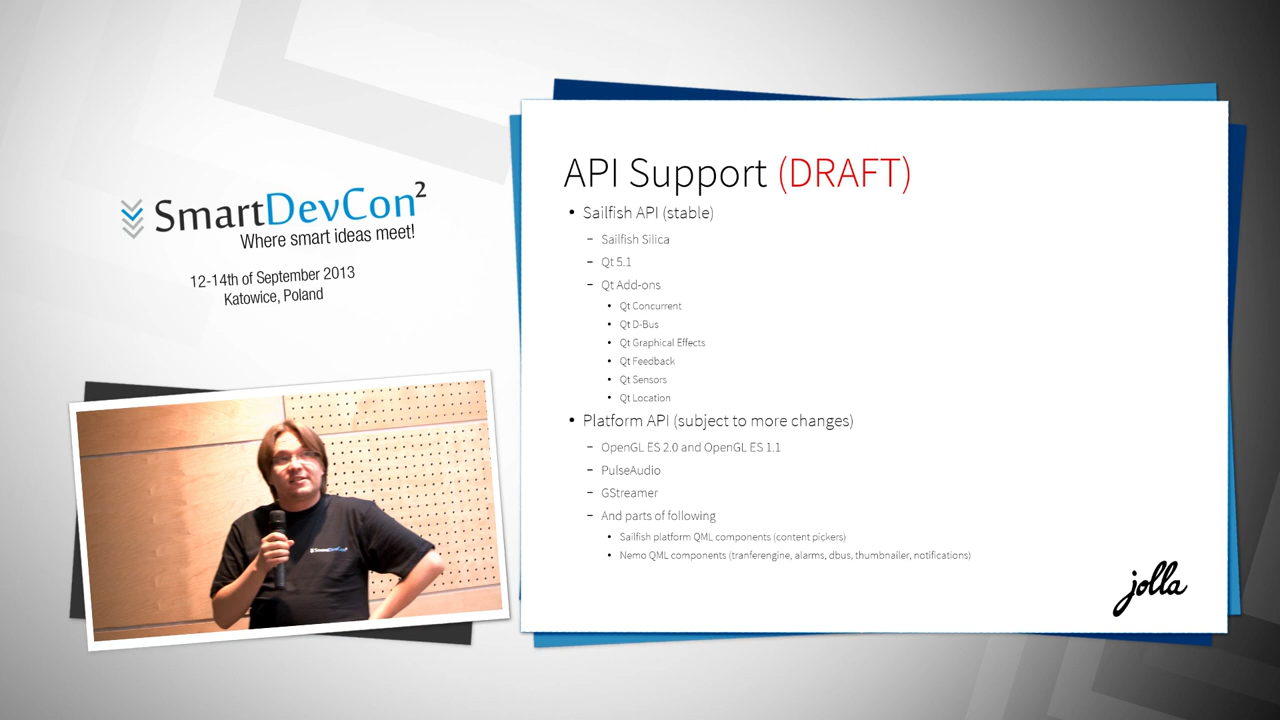 SmartDevCon²
Where smart ideas meet!
12-14th of September 2013
Katowice, Poland
API Support (DRAFT)
• Sailfish API (stable)
– Sailfish Silica
– Qt 5.1
– Qt Add-ons
• Qt Concurrent
• Qt D-Bus
• Qt Graphical Effects
• Qt Feedback
• Qt Sensors
• Qt Location
• Platform API (subject to more changes)
– OpenGL ES 2.0 and OpenGL ES 1.1
– PulseAudio
– GStreamer
– And parts of following
• Sailfish platform QML components (content pickers)
• Nemo QML components (tranferengine, alarms, dbus, thumbnailer, notifications)
jolla
SmartDevCon²